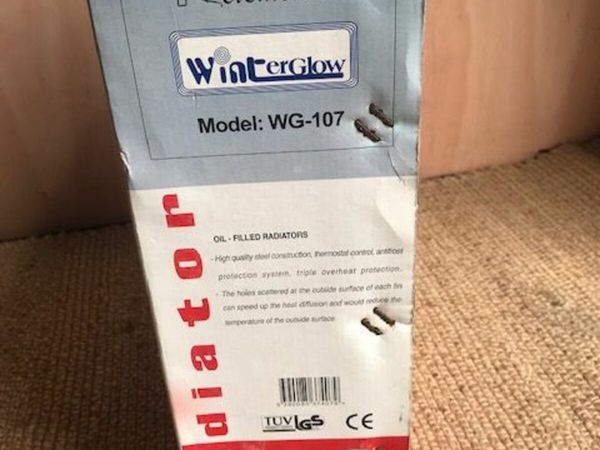 WinterGlow
Model: WG-107
diator
OIL - FILLED RADIATORS
- High quality steel construction, thermostat control, antifrost
protection system, triple overheat protection.
- The holes scattered at the outside surface of each fin
can speed up the heat diffusion and would reduce the
temperature of the outside surface.
TUV GS CE